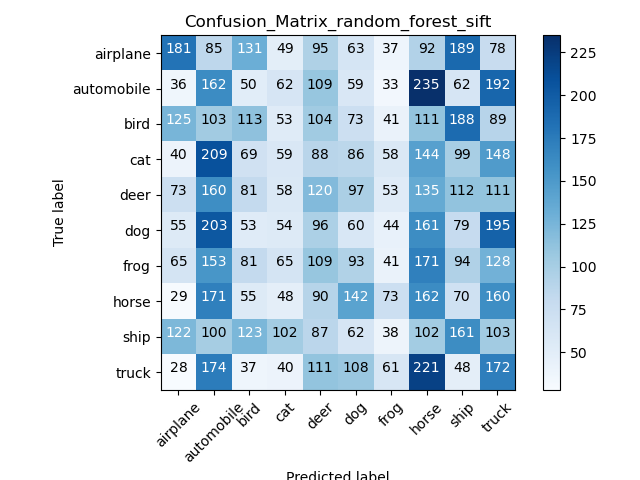 Confusion_Matrix_random_forest_sift
airplane 181 85 131 49 95 63 37 92 189 78
automobile 36 162 50 62 109 59 33 235 62 192
bird 125 103 113 53 104 73 41 111 188 89
cat 40 209 69 59 88 86 58 144 99 148
deer 73 160 81 58 120 97 53 135 112 111
dog 55 203 53 54 96 60 44 161 79 195
frog 65 153 81 65 109 93 41 171 94 128
horse 29 171 55 48 90 142 73 162 70 160
ship 122 100 123 102 87 62 38 102 161 103
truck 28 174 37 40 111 108 61 221 48 172
True label
airplane automobile bird cat deer dog frog horse ship truck
Predicted label
225
200
175
150
125
100
75
50